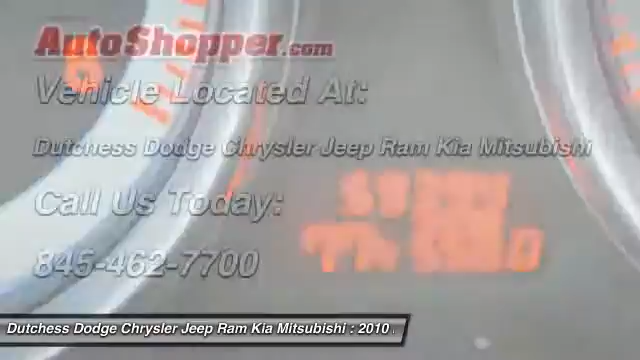 AutoShopper.com
Vehicle Located At:
Dutchess Dodge Chrysler Jeep Ram Kia Mitsubishi
Call Us Today:
845-462-7700
Dutchess Dodge Chrysler Jeep Ram Kia Mitsubishi : 2010